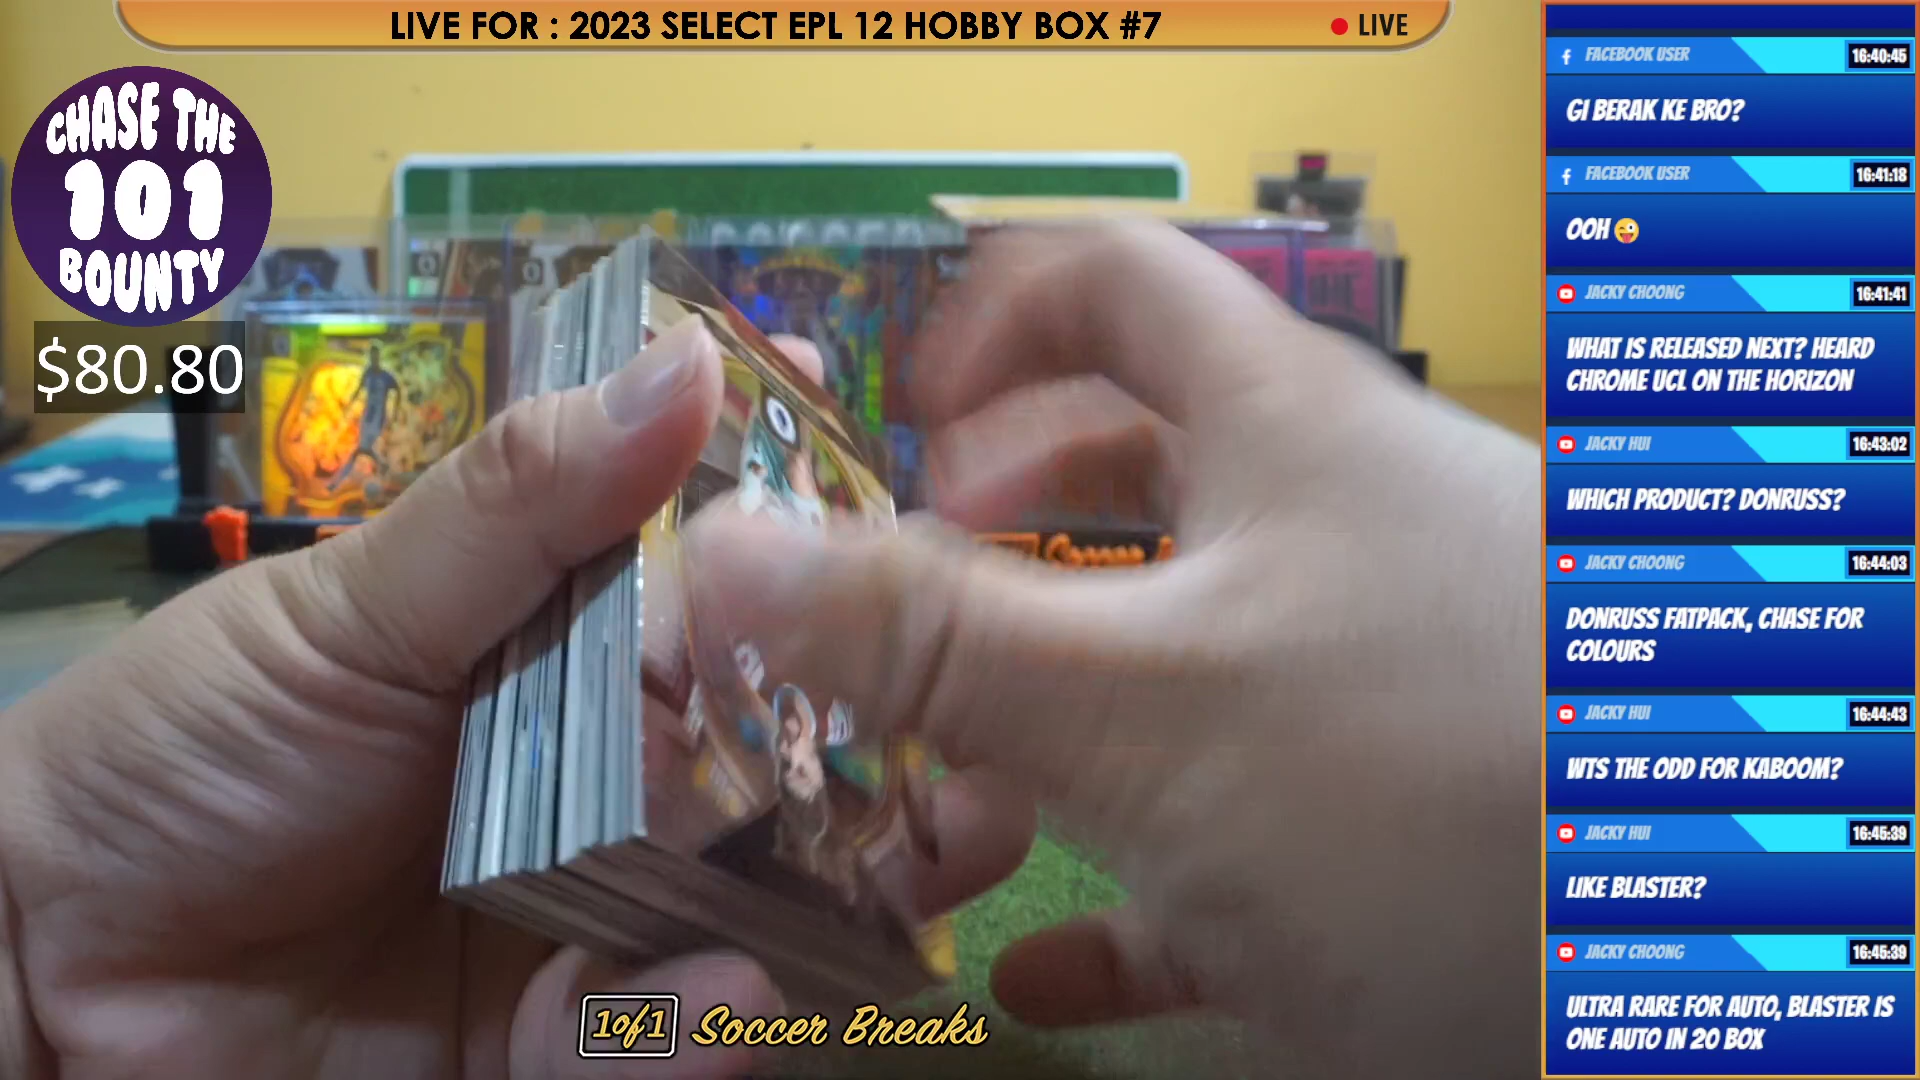 LIVE FOR : 2023 SELECT EPL 12 HOBBY BOX #7
LIVE
CHASE THE
101
BOUNTY
$80.80
1of1 Soccer Breaks
FACEBOOK USER 16:40:45
GI BERAK KE BRO?
FACEBOOK USER 16:41:18
OOH 😜
JACKY CHOONG 16:41:41
WHAT IS RELEASED NEXT? HEARD
CHROME UCL ON THE HORIZON
JACKY HUI 16:43:02
WHICH PRODUCT? DONRUSS?
JACKY CHOONG 16:44:03
DONRUSS FATPACK, CHASE FOR
COLOURS
JACKY HUI 16:44:43
WTS THE ODD FOR KABOOM?
JACKY HUI 16:45:39
LIKE BLASTER?
JACKY CHOONG 16:45:39
ULTRA RARE FOR AUTO, BLASTER IS
ONE AUTO IN 20 BOX